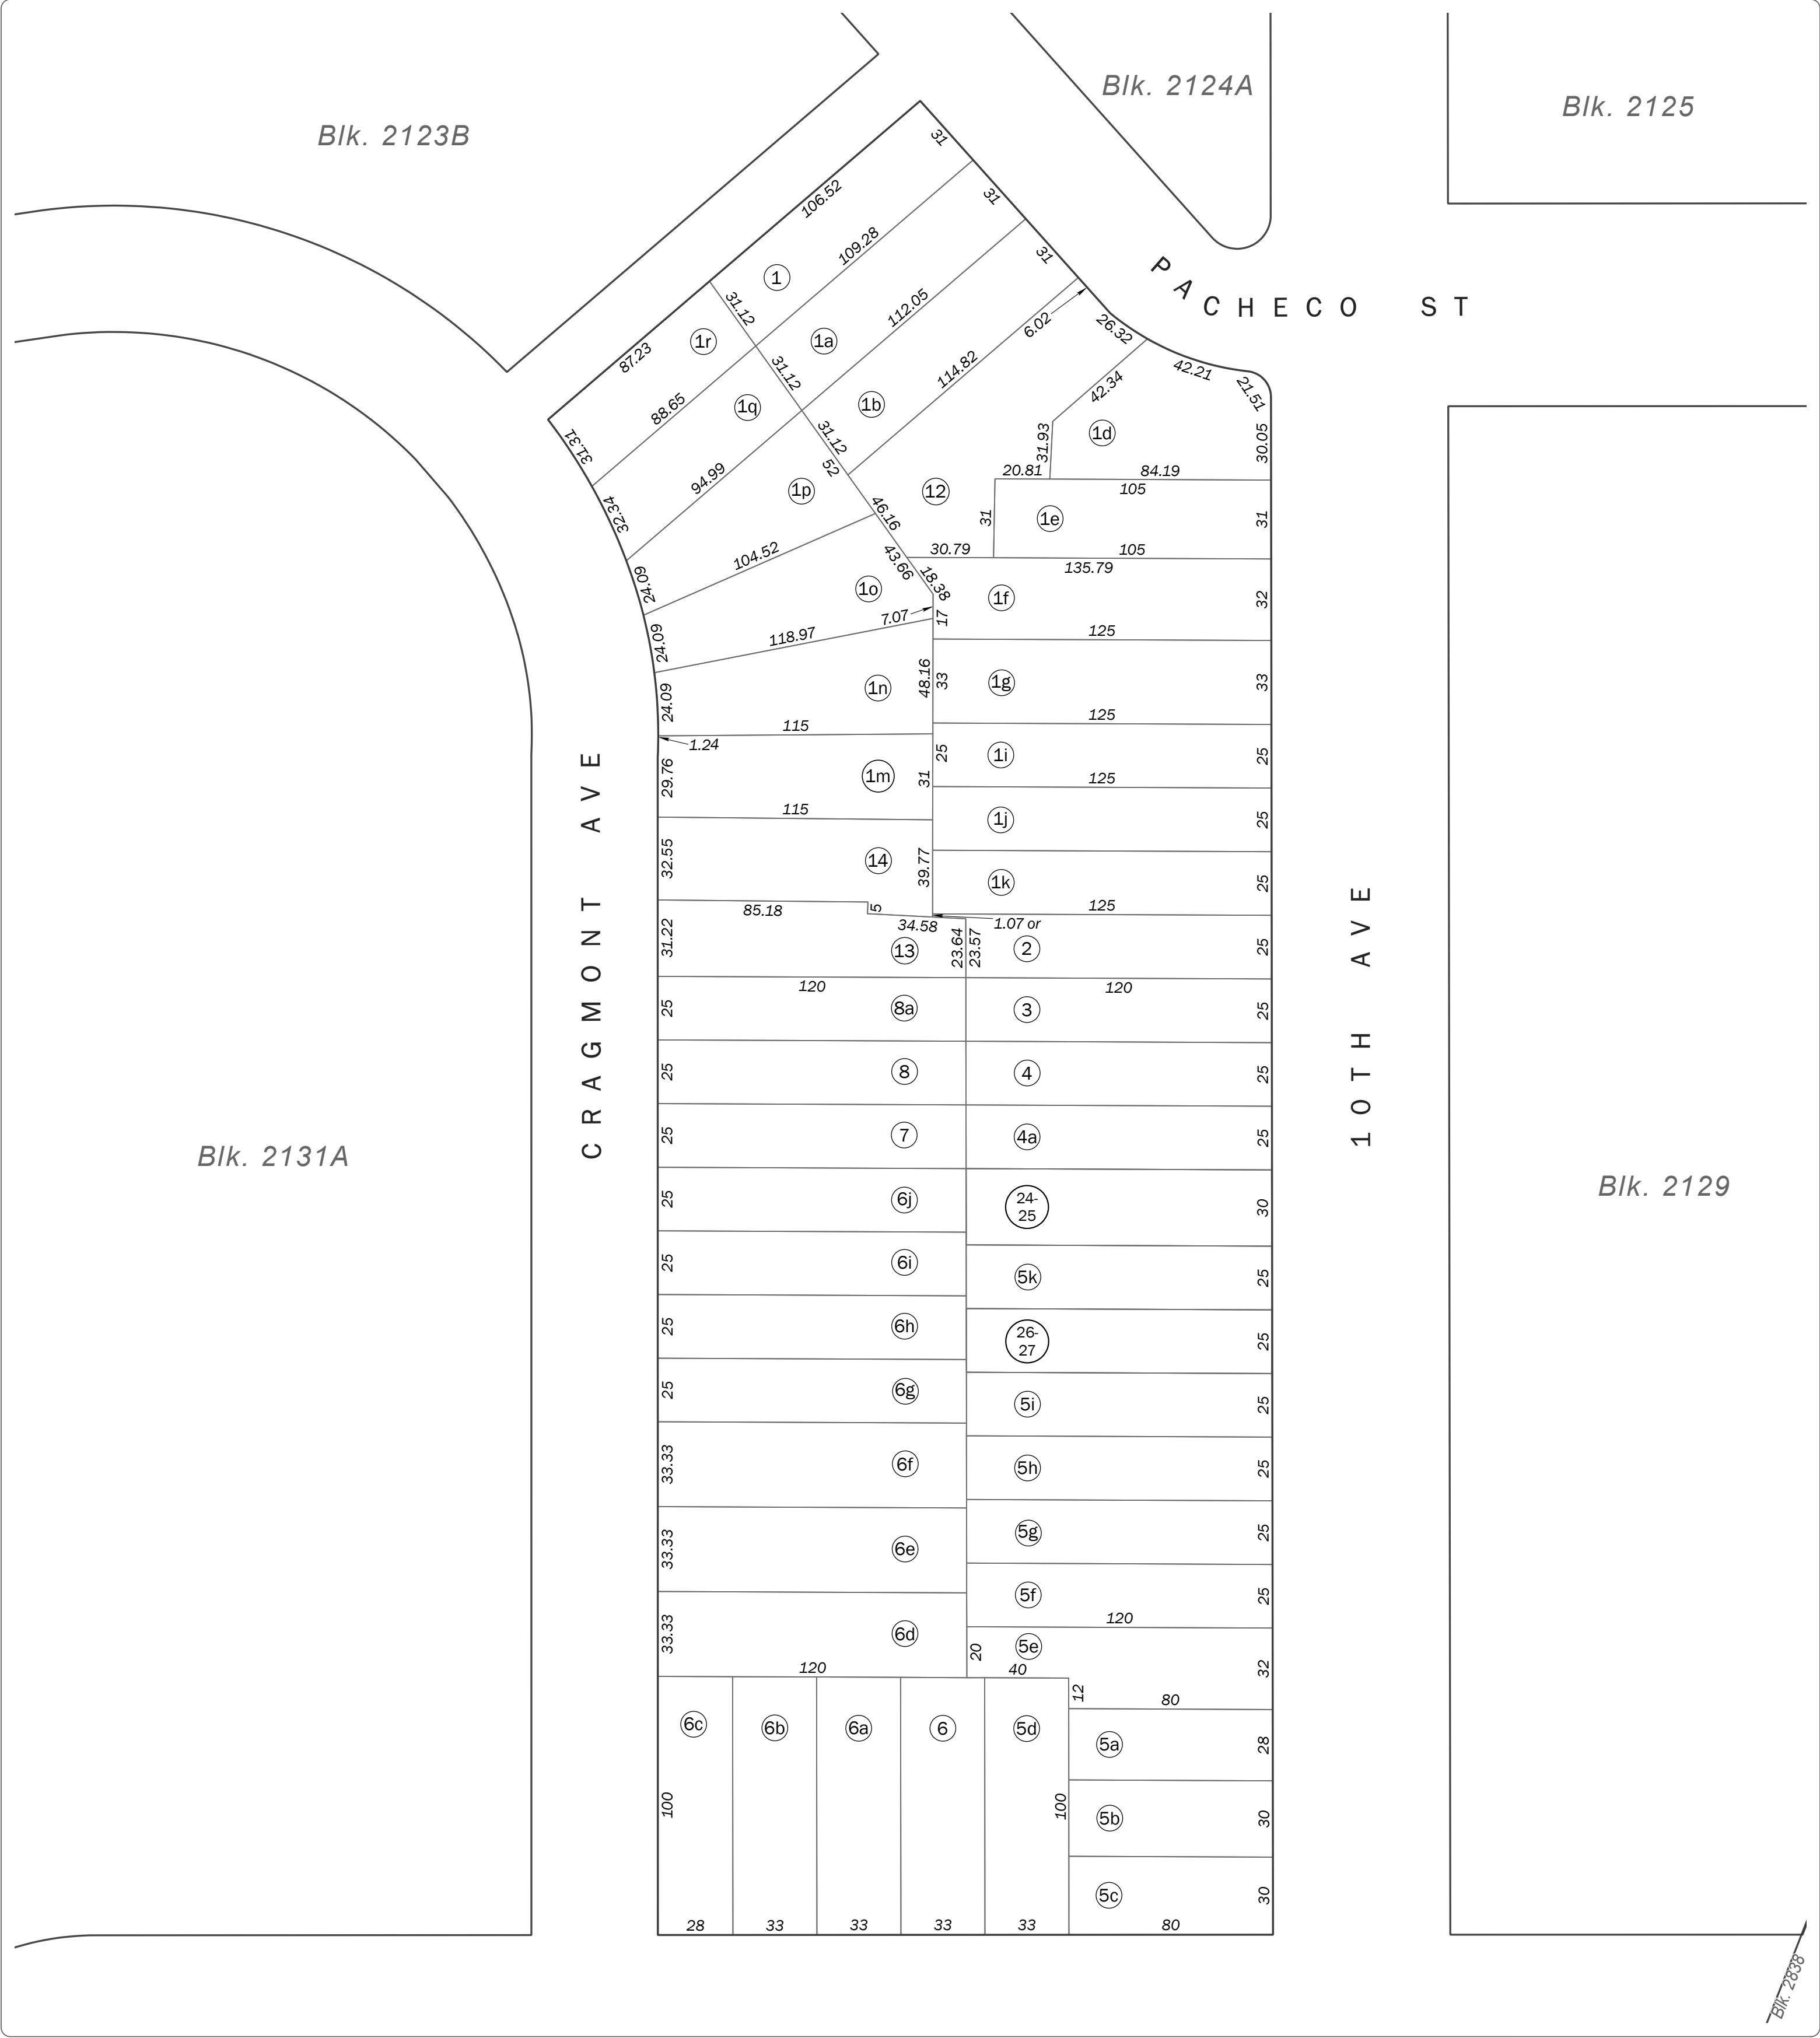 Blk. 2123B
Blk. 2124A
Blk. 2125
PACHECO ST
31
106.52
31
109.28
1
31
112.05
31.12
1r
1a
6.02
26.32
87.23
114.82
42.21
31.12
21.51
88.65
42.34
1q
1b
31.31
31.12
1d
31.93
30.05
52
94.99
20.81
84.19
1p
12
105
32.34
46.16
31
1e
31
104.52
43.66
30.79
105
135.79
24.09
18.38
1o
1f
32
7.07
17
118.97
125
24.09
48.16
33
1g
33
1n
24.09
125
115
1.24
25
1i
25
29.76
1m
31
125
115
1j
25
32.55
14
39.77
1k
25
125
85.18
5
34.58
1.07 or
31.22
13
23.64
23.57
2
25
120
120
25
8a
3
25
25
8
4
25
25
7
4a
25
25
6j
24-
25
30
25
6i
5k
25
25
6h
26-
27
25
25
6g
5i
25
33.33
6f
5h
25
33.33
6e
5g
25
5f
25
33.33
6d
120
20
5e
120
40
32
12
80
6c
6b
6a
6
5d
5a
28
100
100
5b
30
5c
30
28
33
33
33
33
80
CRAGMONT AVE
10TH AVE
Blk. 2131A
Blk. 2129
Blk. 2838